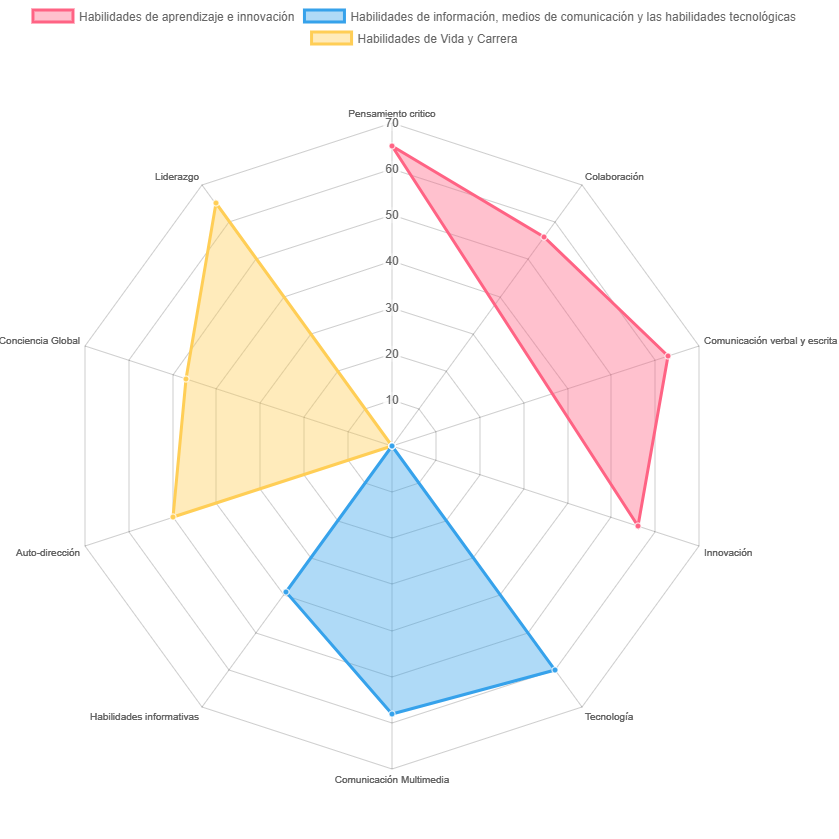 Habilidades de aprendizaje e innovación
Habilidades de información, medios de comunicación y las habilidades tecnológicas
Habilidades de Vida y Carrera
Pensamiento critico
70
Liderazgo
Colaboración
60
50
40
Conciencia Global
Comunicación verbal y escrita
30
20
10
Auto-dirección
Innovación
Habilidades informativas
Tecnología
Comunicación Multimedia